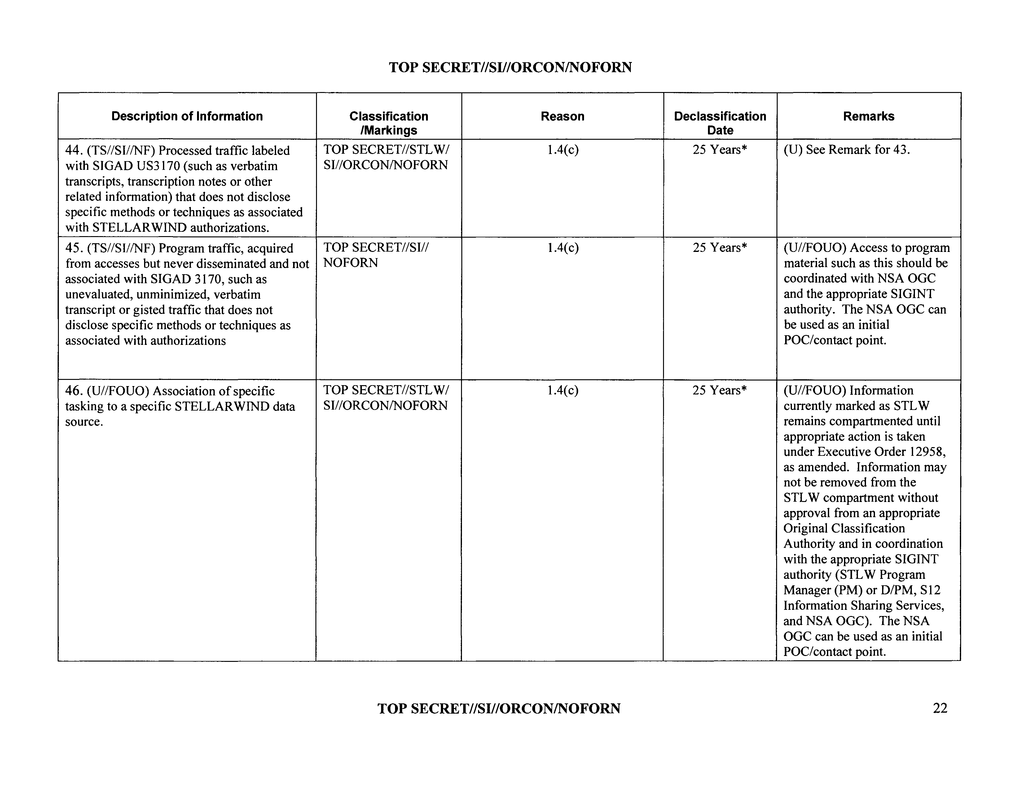 TOP SECRET//SI//ORCON/NOFORN
Description of Information
Classification
/Markings
Reason
Declassification
Date
Remarks
44. (TS//SI//NF) Processed traffic labeled
with SIGAD US3170 (such as verbatim
transcripts, transcription notes or other
related information) that does not disclose
specific methods or techniques as associated
with STELLARWIND authorizations.
TOP SECRET//STLW/
SI//ORCON/NOFORN
1.4(c)
25 Years*
(U) See Remark for 43.
45. (TS//SI//NF) Program traffic, acquired
from accesses but never disseminated and not
associated with SIGAD 3170, such as
unevaluated, unminimized, verbatim
transcript or gisted traffic that does not
disclose specific methods or techniques as
associated with authorizations
TOP SECRET//SI//
NOFORN
1.4(c)
25 Years*
(U//FOUO) Access to program
material such as this should be
coordinated with NSA OGC
and the appropriate SIGINT
authority. The NSA OGC can
be used as an initial
POC/contact point.
46. (U//FOUO) Association of specific
tasking to a specific STELLARWIND data
source.
TOP SECRET//STLW/
SI//ORCON/NOFORN
1.4(c)
25 Years*
(U//FOUO) Information
currently marked as STLW
remains compartmented until
appropriate action is taken
under Executive Order 12958,
as amended. Information may
not be removed from the
STLW compartment without
approval from an appropriate
Original Classification
Authority and in coordination
with the appropriate SIGINT
authority (STLW Program
Manager (PM) or D/PM, S12
Information Sharing Services,
and NSA OGC). The NSA
OGC can be used as an initial
POC/contact point.
TOP SECRET//SI//ORCON/NOFORN
22